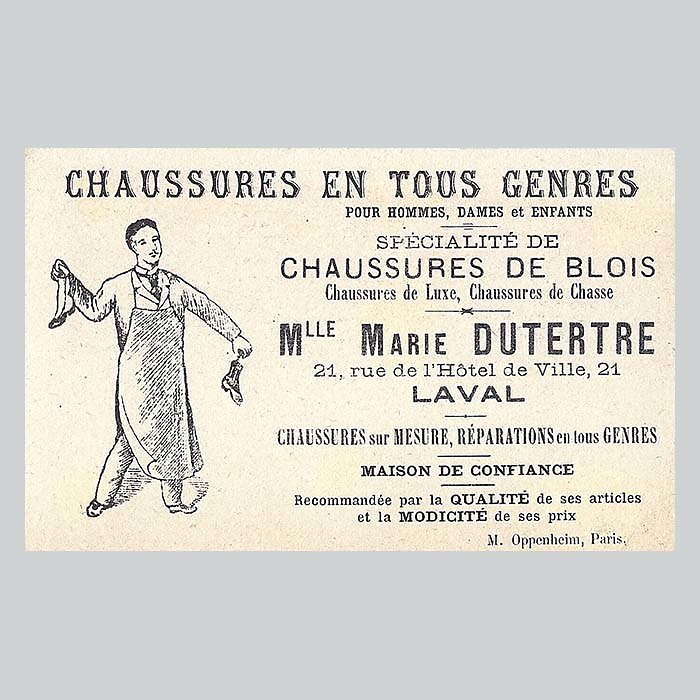 CHAUSSURES EN TOUS GENRES
POUR HOMMES, DAMES et ENFANTS
SPÉCIALITÉ DE
CHAUSSURES DE BLOIS
Chaussures de Luxe, Chaussures de Chasse
MLLE MARIE DUTERTRE
21, rue de l'Hôtel de Ville, 21
LAVAL
CHAUSSURES sur MESURE, RÉPARATIONS en tous GENRES
MAISON DE CONFIANCE
Recommandée par la QUALITÉ de ses articles
et la MODICITÉ de ses prix
M. Oppenheim, Paris.